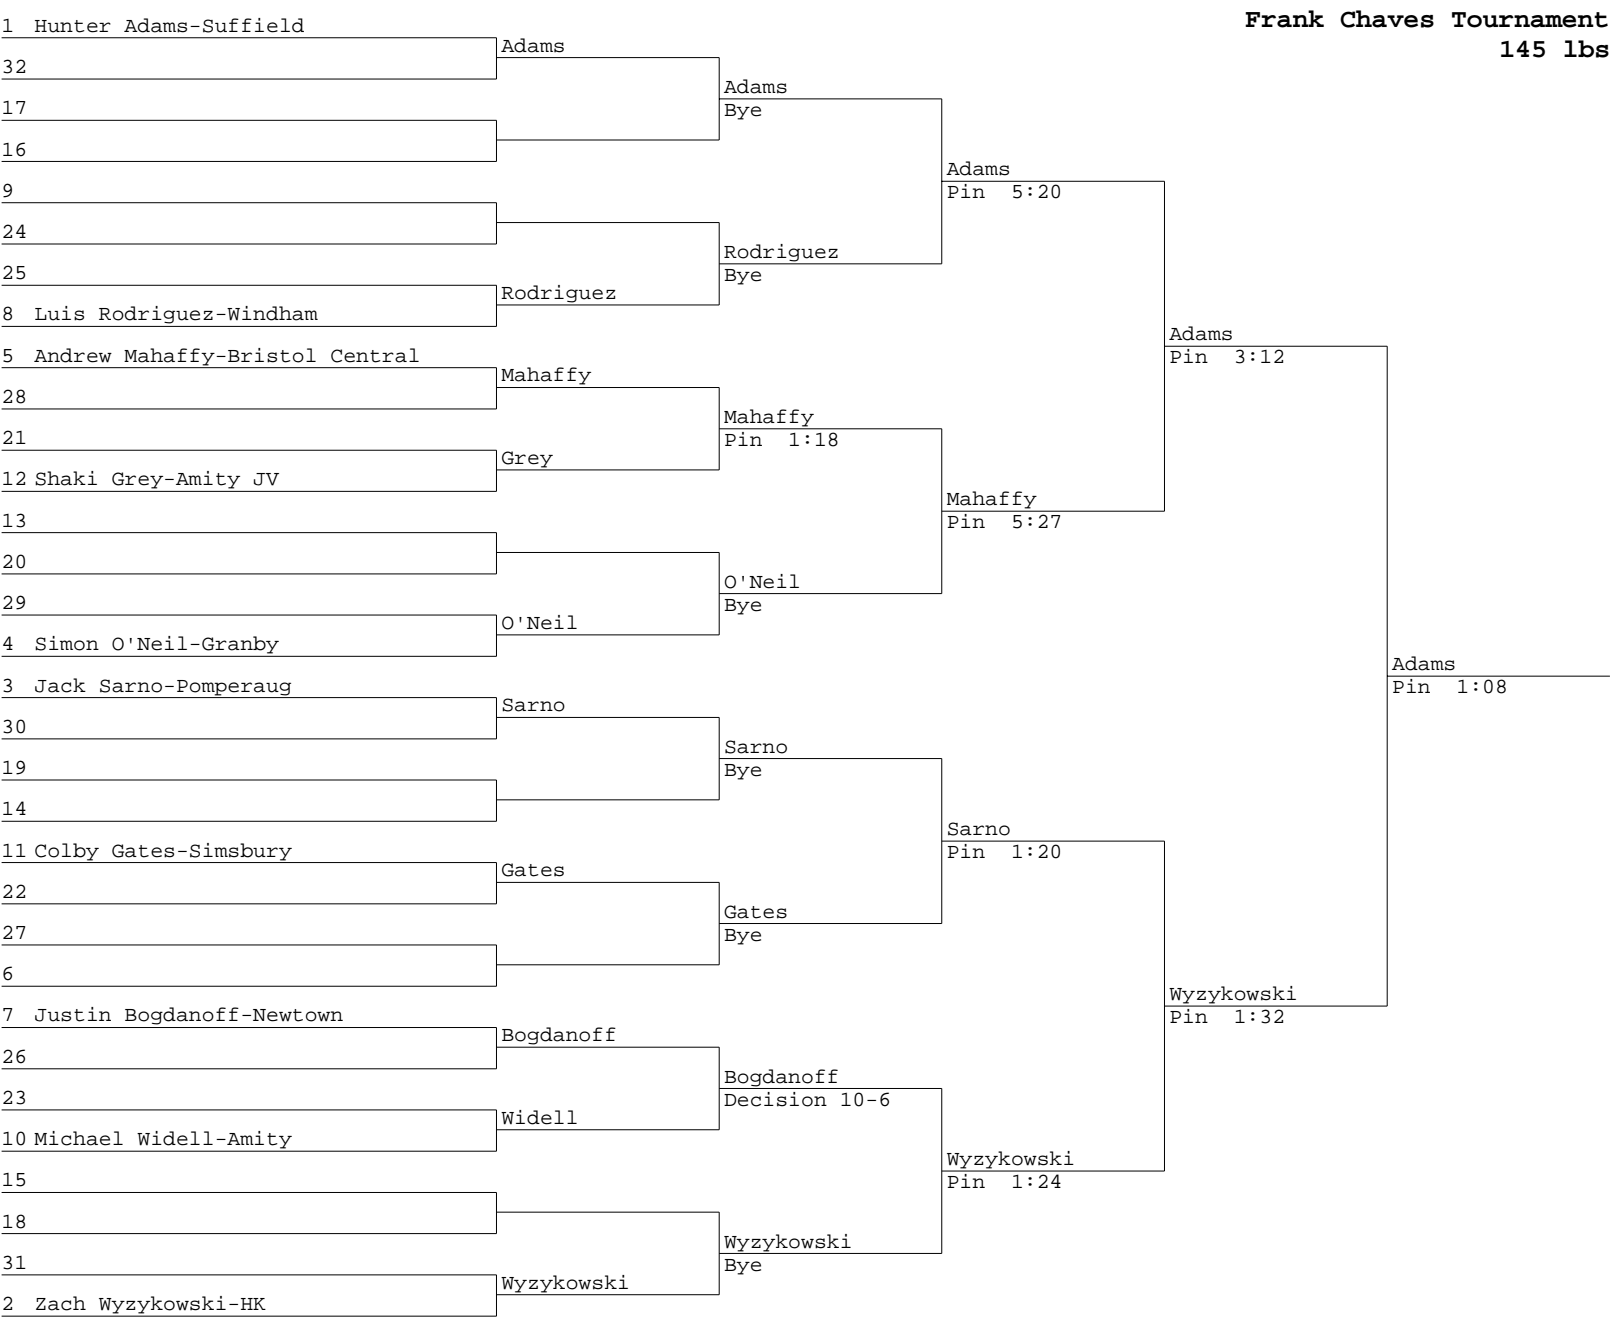 Frank Chaves Tournament
145 lbs
1 Hunter Adams-Suffield
32
17
16
9
24
25
8 Luis Rodriguez-Windham
5 Andrew Mahaffy-Bristol Central
28
21
12 Shaki Grey-Amity JV
13
20
29
4 Simon O'Neil-Granby
3 Jack Sarno-Pomperaug
30
19
14
11 Colby Gates-Simsbury
22
27
6
7 Justin Bogdanoff-Newtown
26
23
10 Michael Widell-Amity
15
18
31
2 Zach Wyzykowski-HK
Adams
Rodriguez
Mahaffy
Grey
O'Neil
Sarno
Gates
Bogdanoff
Widell
Wyzykowski
Adams
Bye
Rodriguez
Bye
Mahaffy
Pin 1:18
O'Neil
Bye
Sarno
Bye
Gates
Bye
Bogdanoff
Decision 10-6
Wyzykowski
Bye
Adams
Pin 5:20
Mahaffy
Pin 5:27
Sarno
Pin 1:20
Wyzykowski
Pin 1:24
Adams
Pin 3:12
Wyzykowski
Pin 1:32
Adams
Pin 1:08